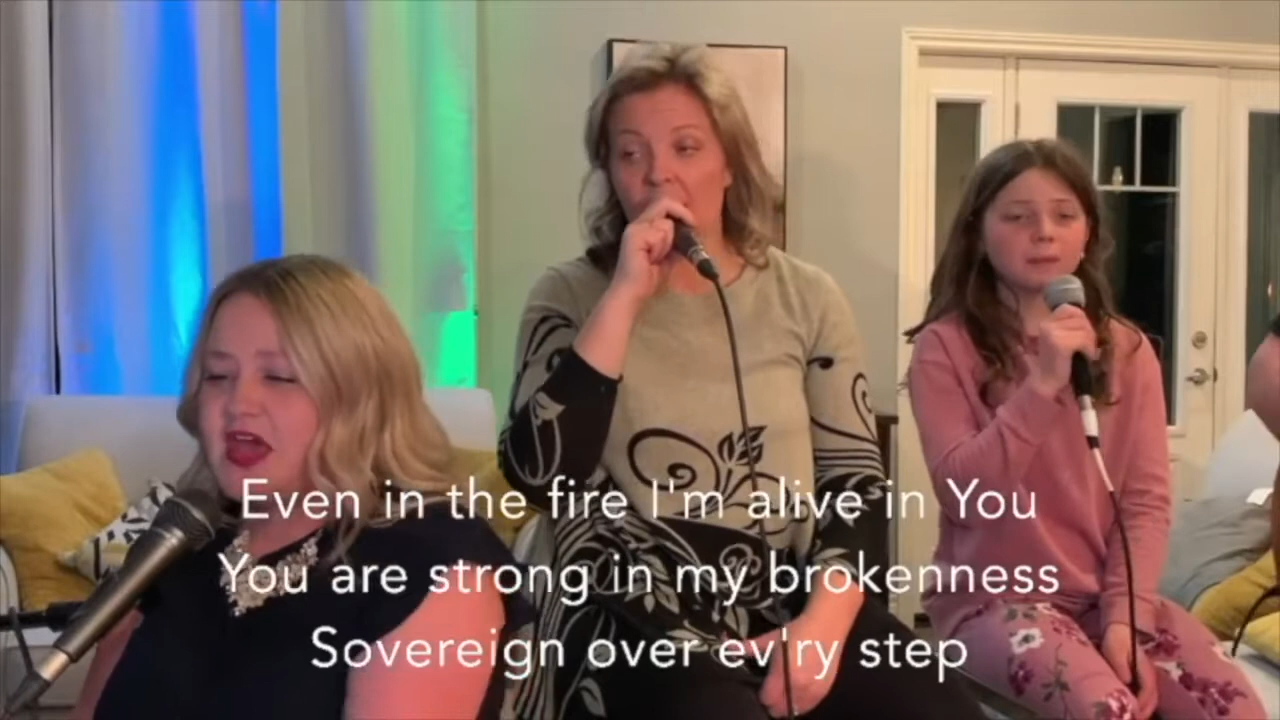 Even in the fire I'm alive in You
You are strong in my brokenness
Sovereign over ev'ry step